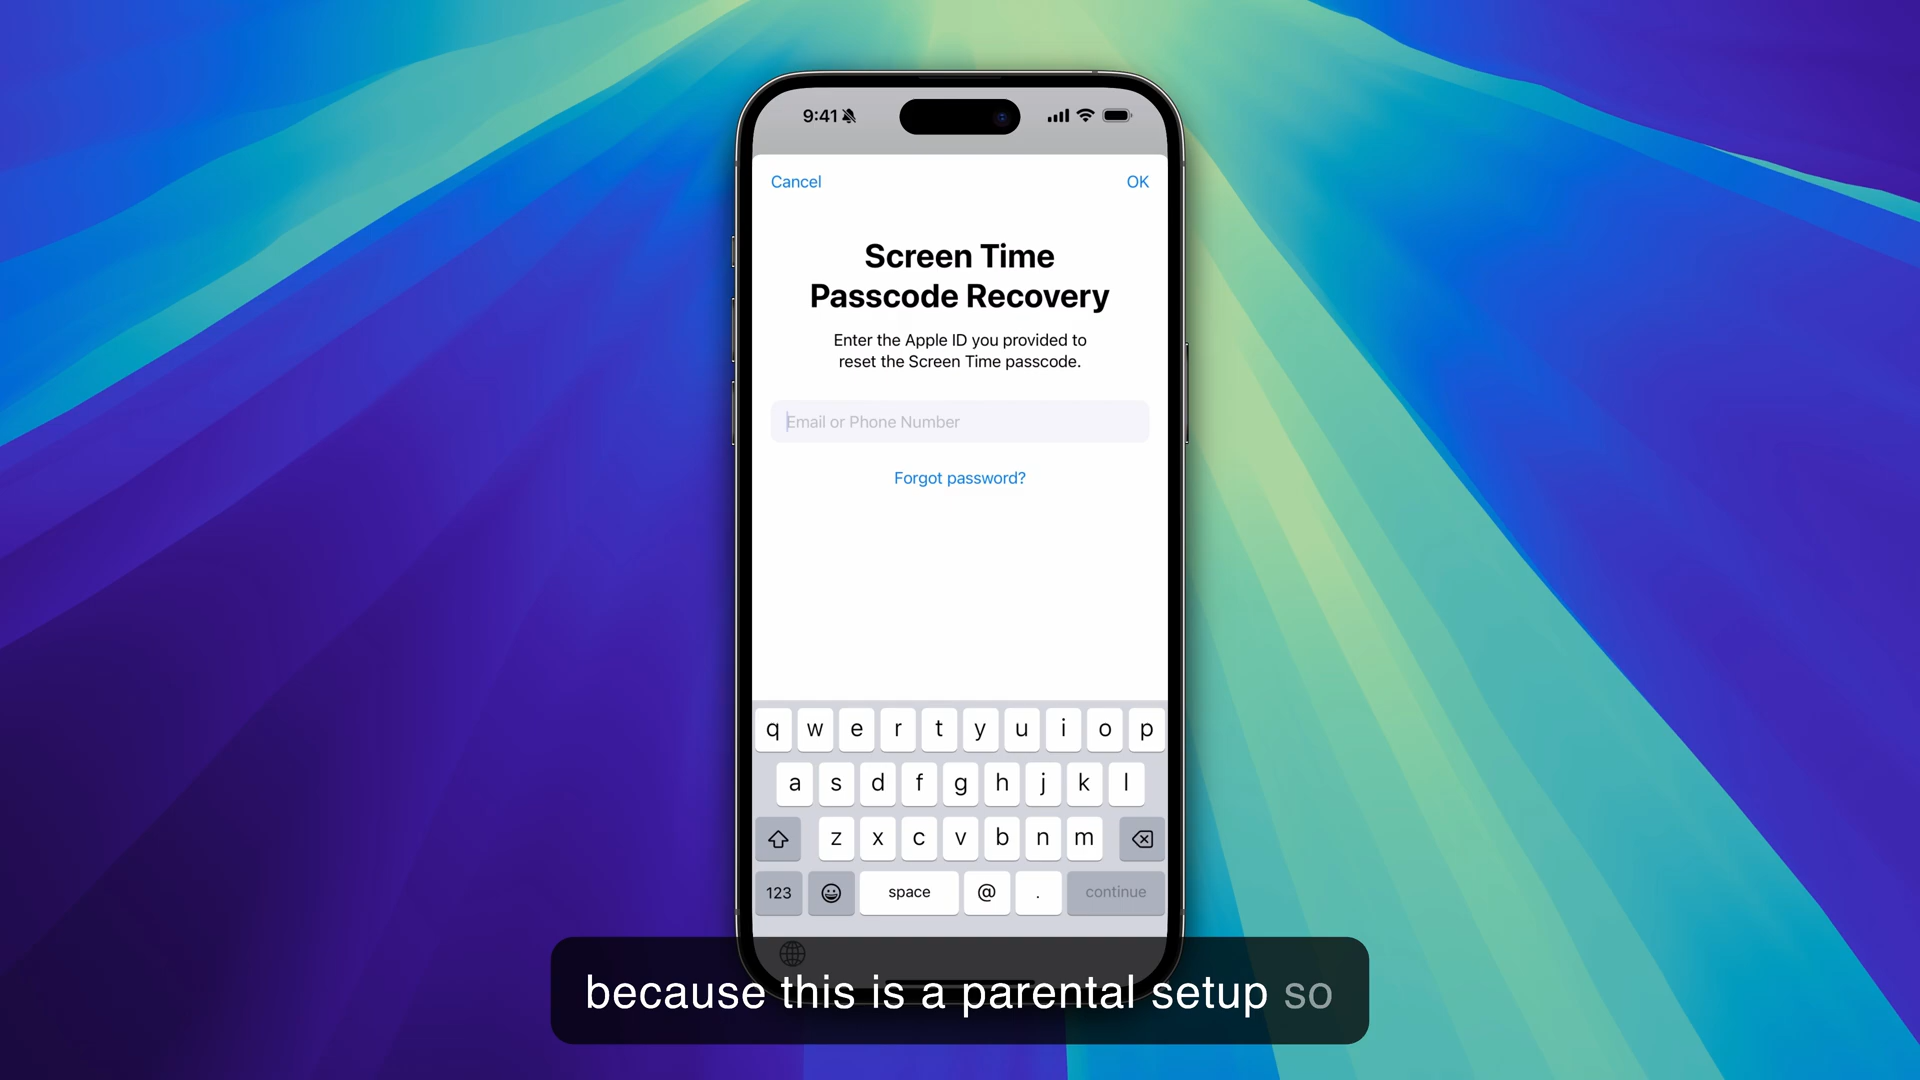 9:41
Cancel
OK
Screen Time
Passcode Recovery
Enter the Apple ID you provided to
reset the Screen Time passcode.
Email or Phone Number
Forgot password?
q w e r t y u i o p
a s d f g h j k l
z x c v b n m
123 space @ . continue
because this is a parental setup so